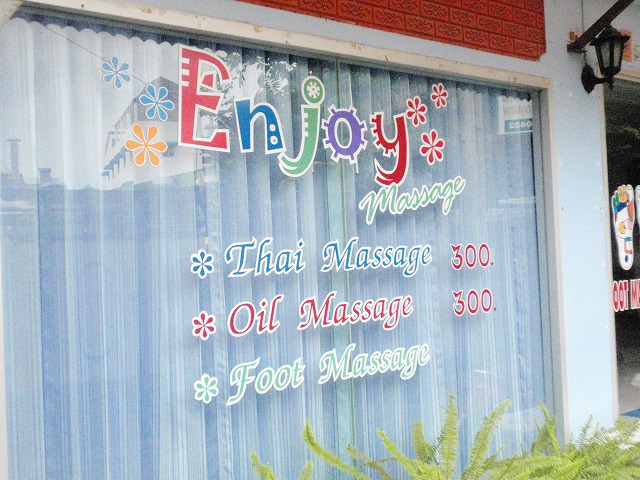 Enjoy
Massage
Thai Massage 300.
Oil Massage 300.
Foot Massage